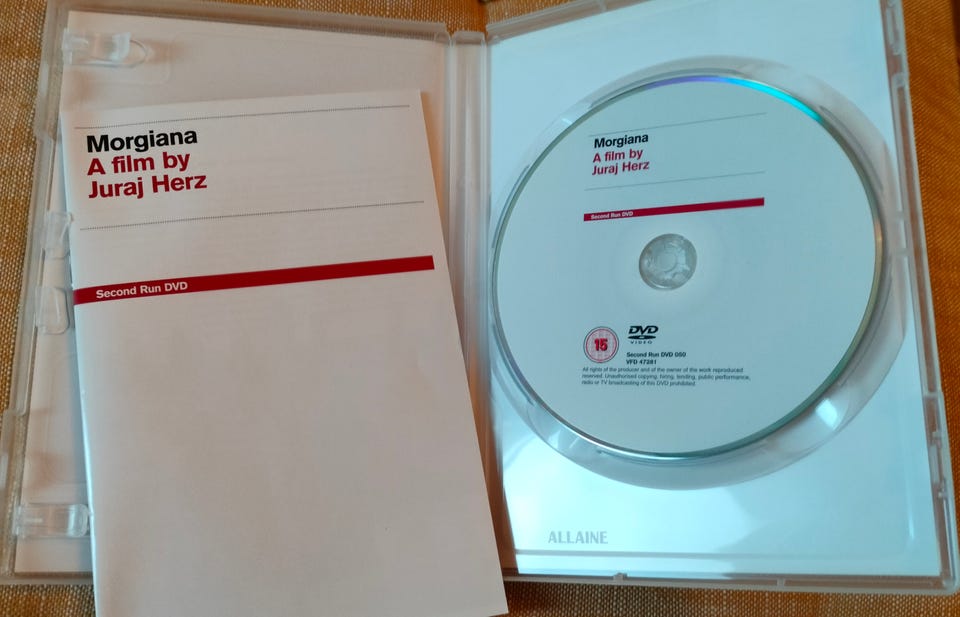 Morgiana
A film by
Juraj Herz
Second Run DVD
Morgiana
A film by
Juraj Herz
Second Run DVD
15
DVD
VIDEO
Second Run DVD 050
VFD 47281
All rights of the producer and of the owner of the work reproduced
reserved. Unauthorised copying, hiring, lending, public performance,
radio or TV broadcasting of this DVD prohibited.
ALLAINE